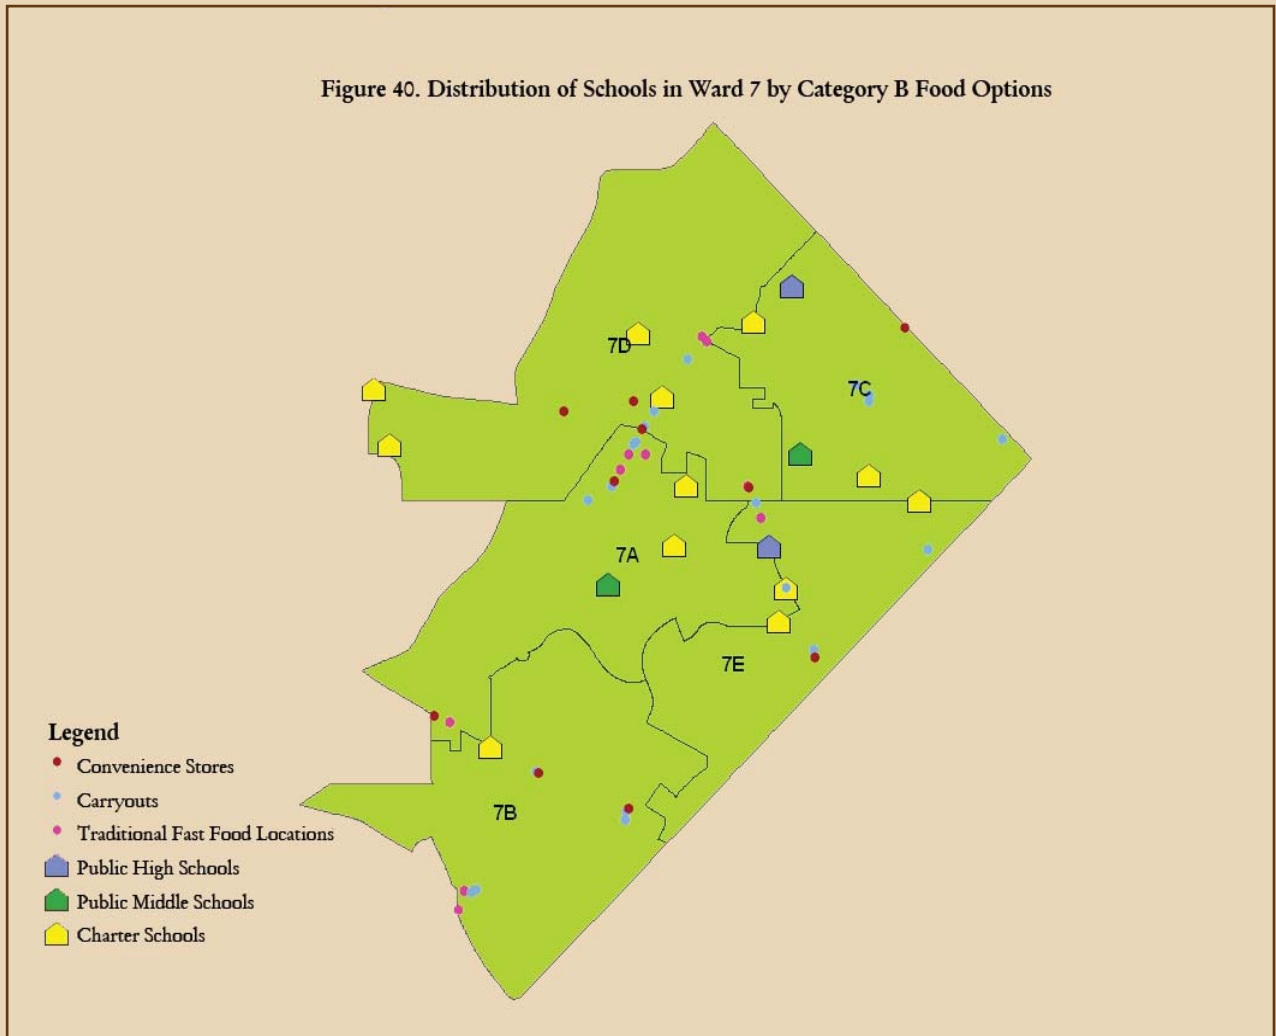 Figure 40. Distribution of Schools in Ward 7 by Category B Food Options
7D
7C
7A
7E
7B
Legend
Convenience Stores
Carryouts
Traditional Fast Food Locations
Public High Schools
Public Middle Schools
Charter Schools